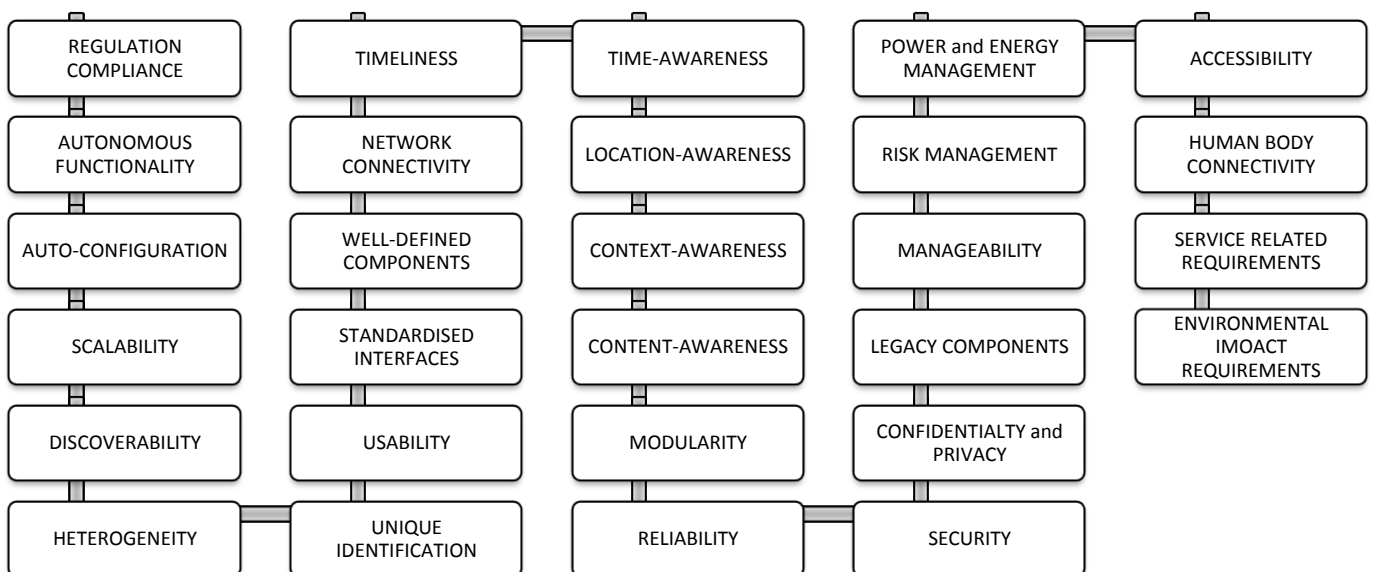 REGULATION
COMPLIANCE
AUTONOMOUS
FUNCTIONALITY
AUTO-CONFIGURATION
SCALABILITY
DISCOVERABILITY
HETEROGENEITY
UNIQUE
IDENTIFICATION
USABILITY
STANDARDISED
INTERFACES
WELL-DEFINED
COMPONENTS
NETWORK
CONNECTIVITY
TIMELINESS
TIME-AWARENESS
LOCATION-AWARENESS
CONTEXT-AWARENESS
CONTENT-AWARENESS
MODULARITY
RELIABILITY
SECURITY
CONFIDENTIALTY and
PRIVACY
LEGACY COMPONENTS
MANAGEABILITY
RISK MANAGEMENT
POWER and ENERGY
MANAGEMENT
ACCESSIBILITY
HUMAN BODY
CONNECTIVITY
SERVICE RELATED
REQUIREMENTS
ENVIRONMENTAL
IMOACT
REQUIREMENTS